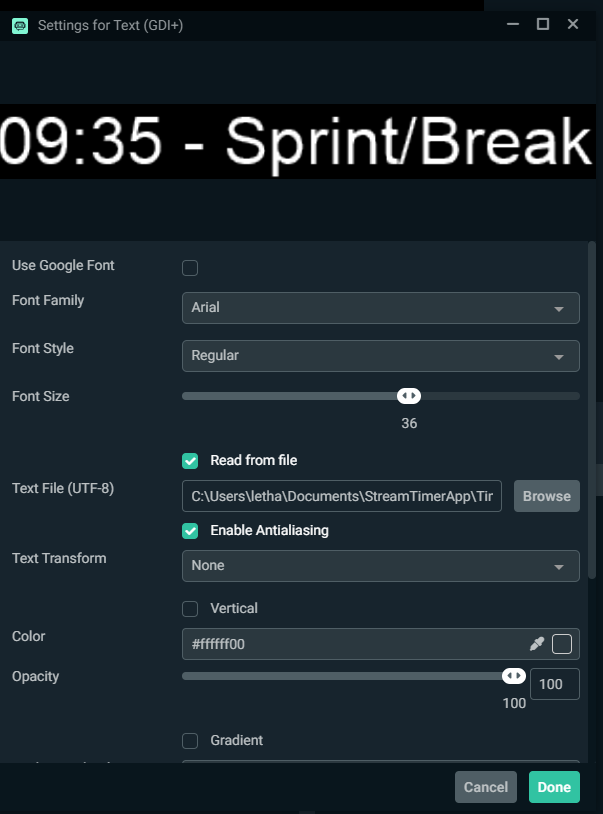 Settings for Text (GDI+)
09:35 - Sprint/Break
Use Google Font
Font Family
Arial
Font Style
Regular
Font Size
36
Read from file
Text File (UTF-8)
C:\Users\letha\Documents\StreamTimerApp\Tir
Browse
Enable Antialiasing
Text Transform
None
Vertical
Color
#ffffff00
Opacity
100
100
Gradient
Cancel
Done